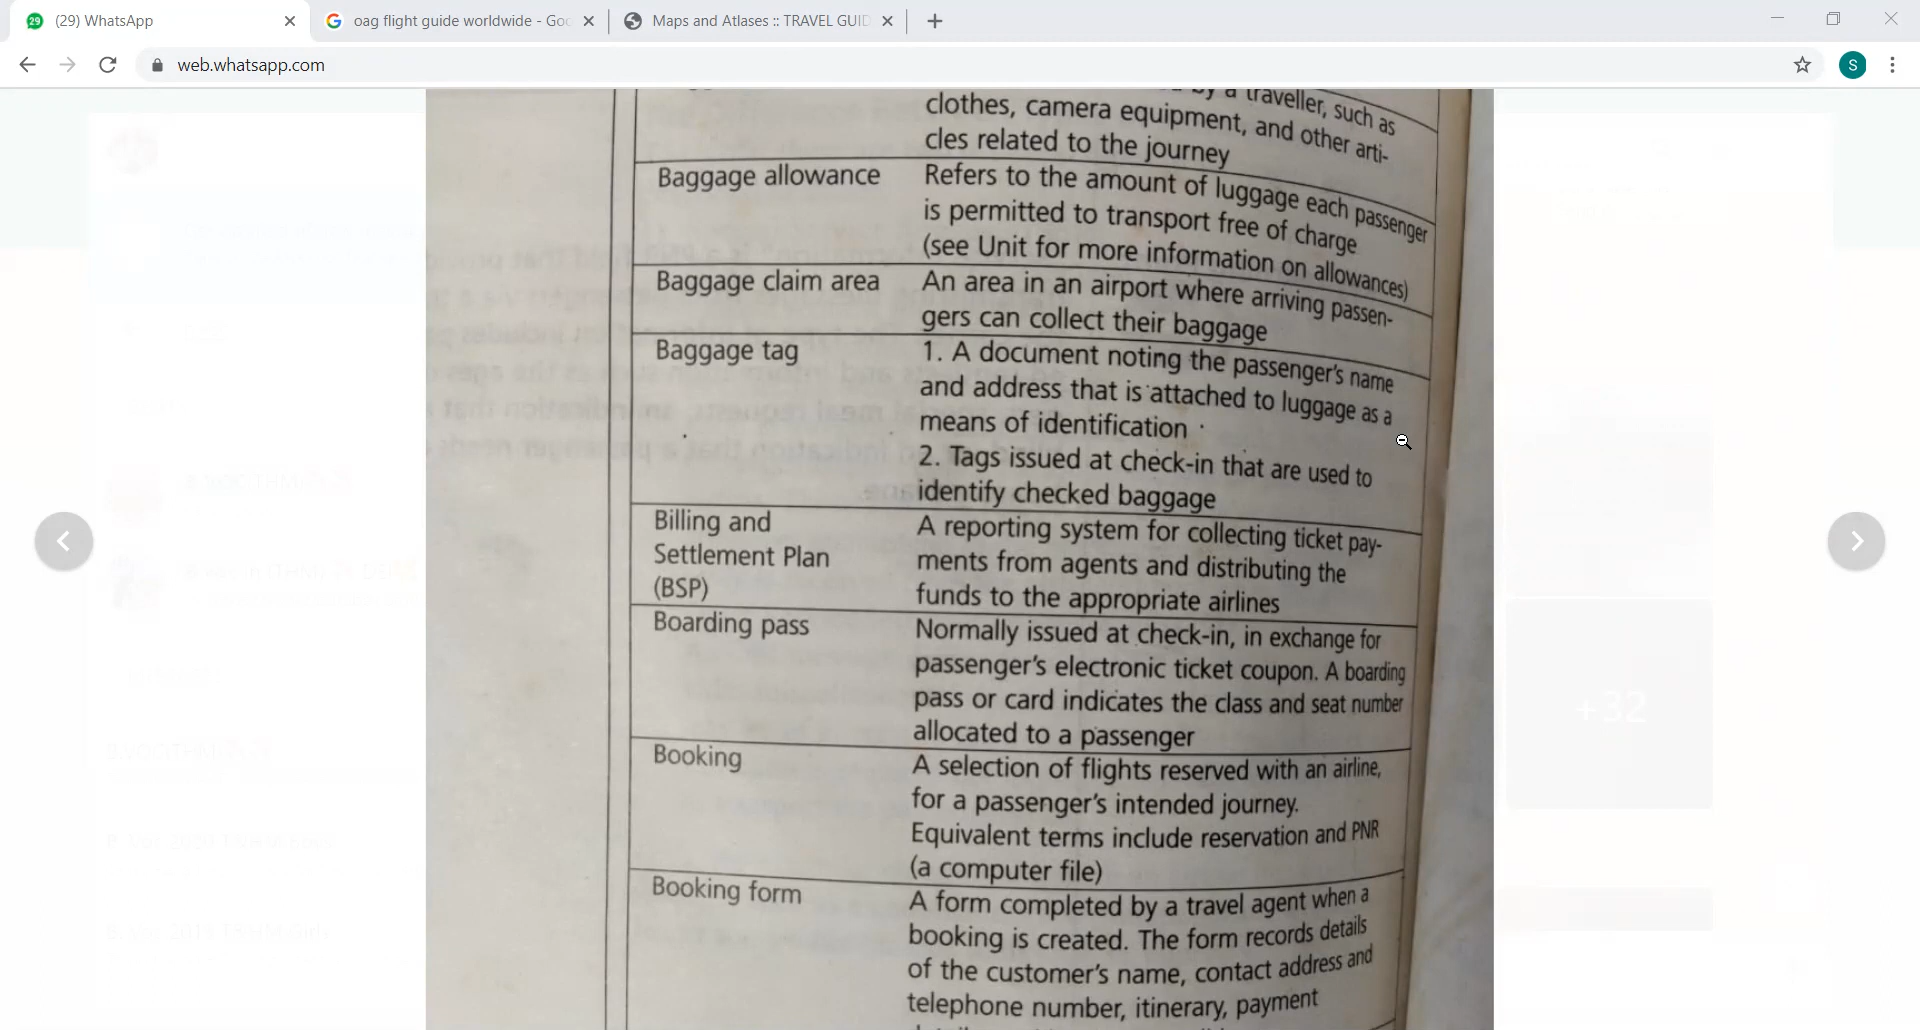 (29) WhatsApp
oag flight guide worldwide - Goo
Maps and Atlases :: TRAVEL GUID
web.whatsapp.com
S
by a traveller, such as
clothes, camera equipment, and other arti-
cles related to the journey
Baggage allowance
Refers to the amount of luggage each passenger
is permitted to transport free of charge
(see Unit for more information on allowances)
Baggage claim area
An area in an airport where arriving passen-
gers can collect their baggage
Baggage tag
1. A document noting the passenger's name
and address that is attached to luggage as a
means of identification
2. Tags issued at check-in that are used to
identify checked baggage
Billing and
Settlement Plan
(BSP)
A reporting system for collecting ticket pay-
ments from agents and distributing the
funds to the appropriate airlines
Boarding pass
Normally issued at check-in, in exchange for
passenger's electronic ticket coupon. A boarding
pass or card indicates the class and seat number
allocated to a passenger
Booking
A selection of flights reserved with an airline,
for a passenger's intended journey.
Equivalent terms include reservation and PNR
(a computer file)
Booking form
A form completed by a travel agent when a
booking is created. The form records details
of the customer's name, contact address and
telephone number, itinerary, payment
+32